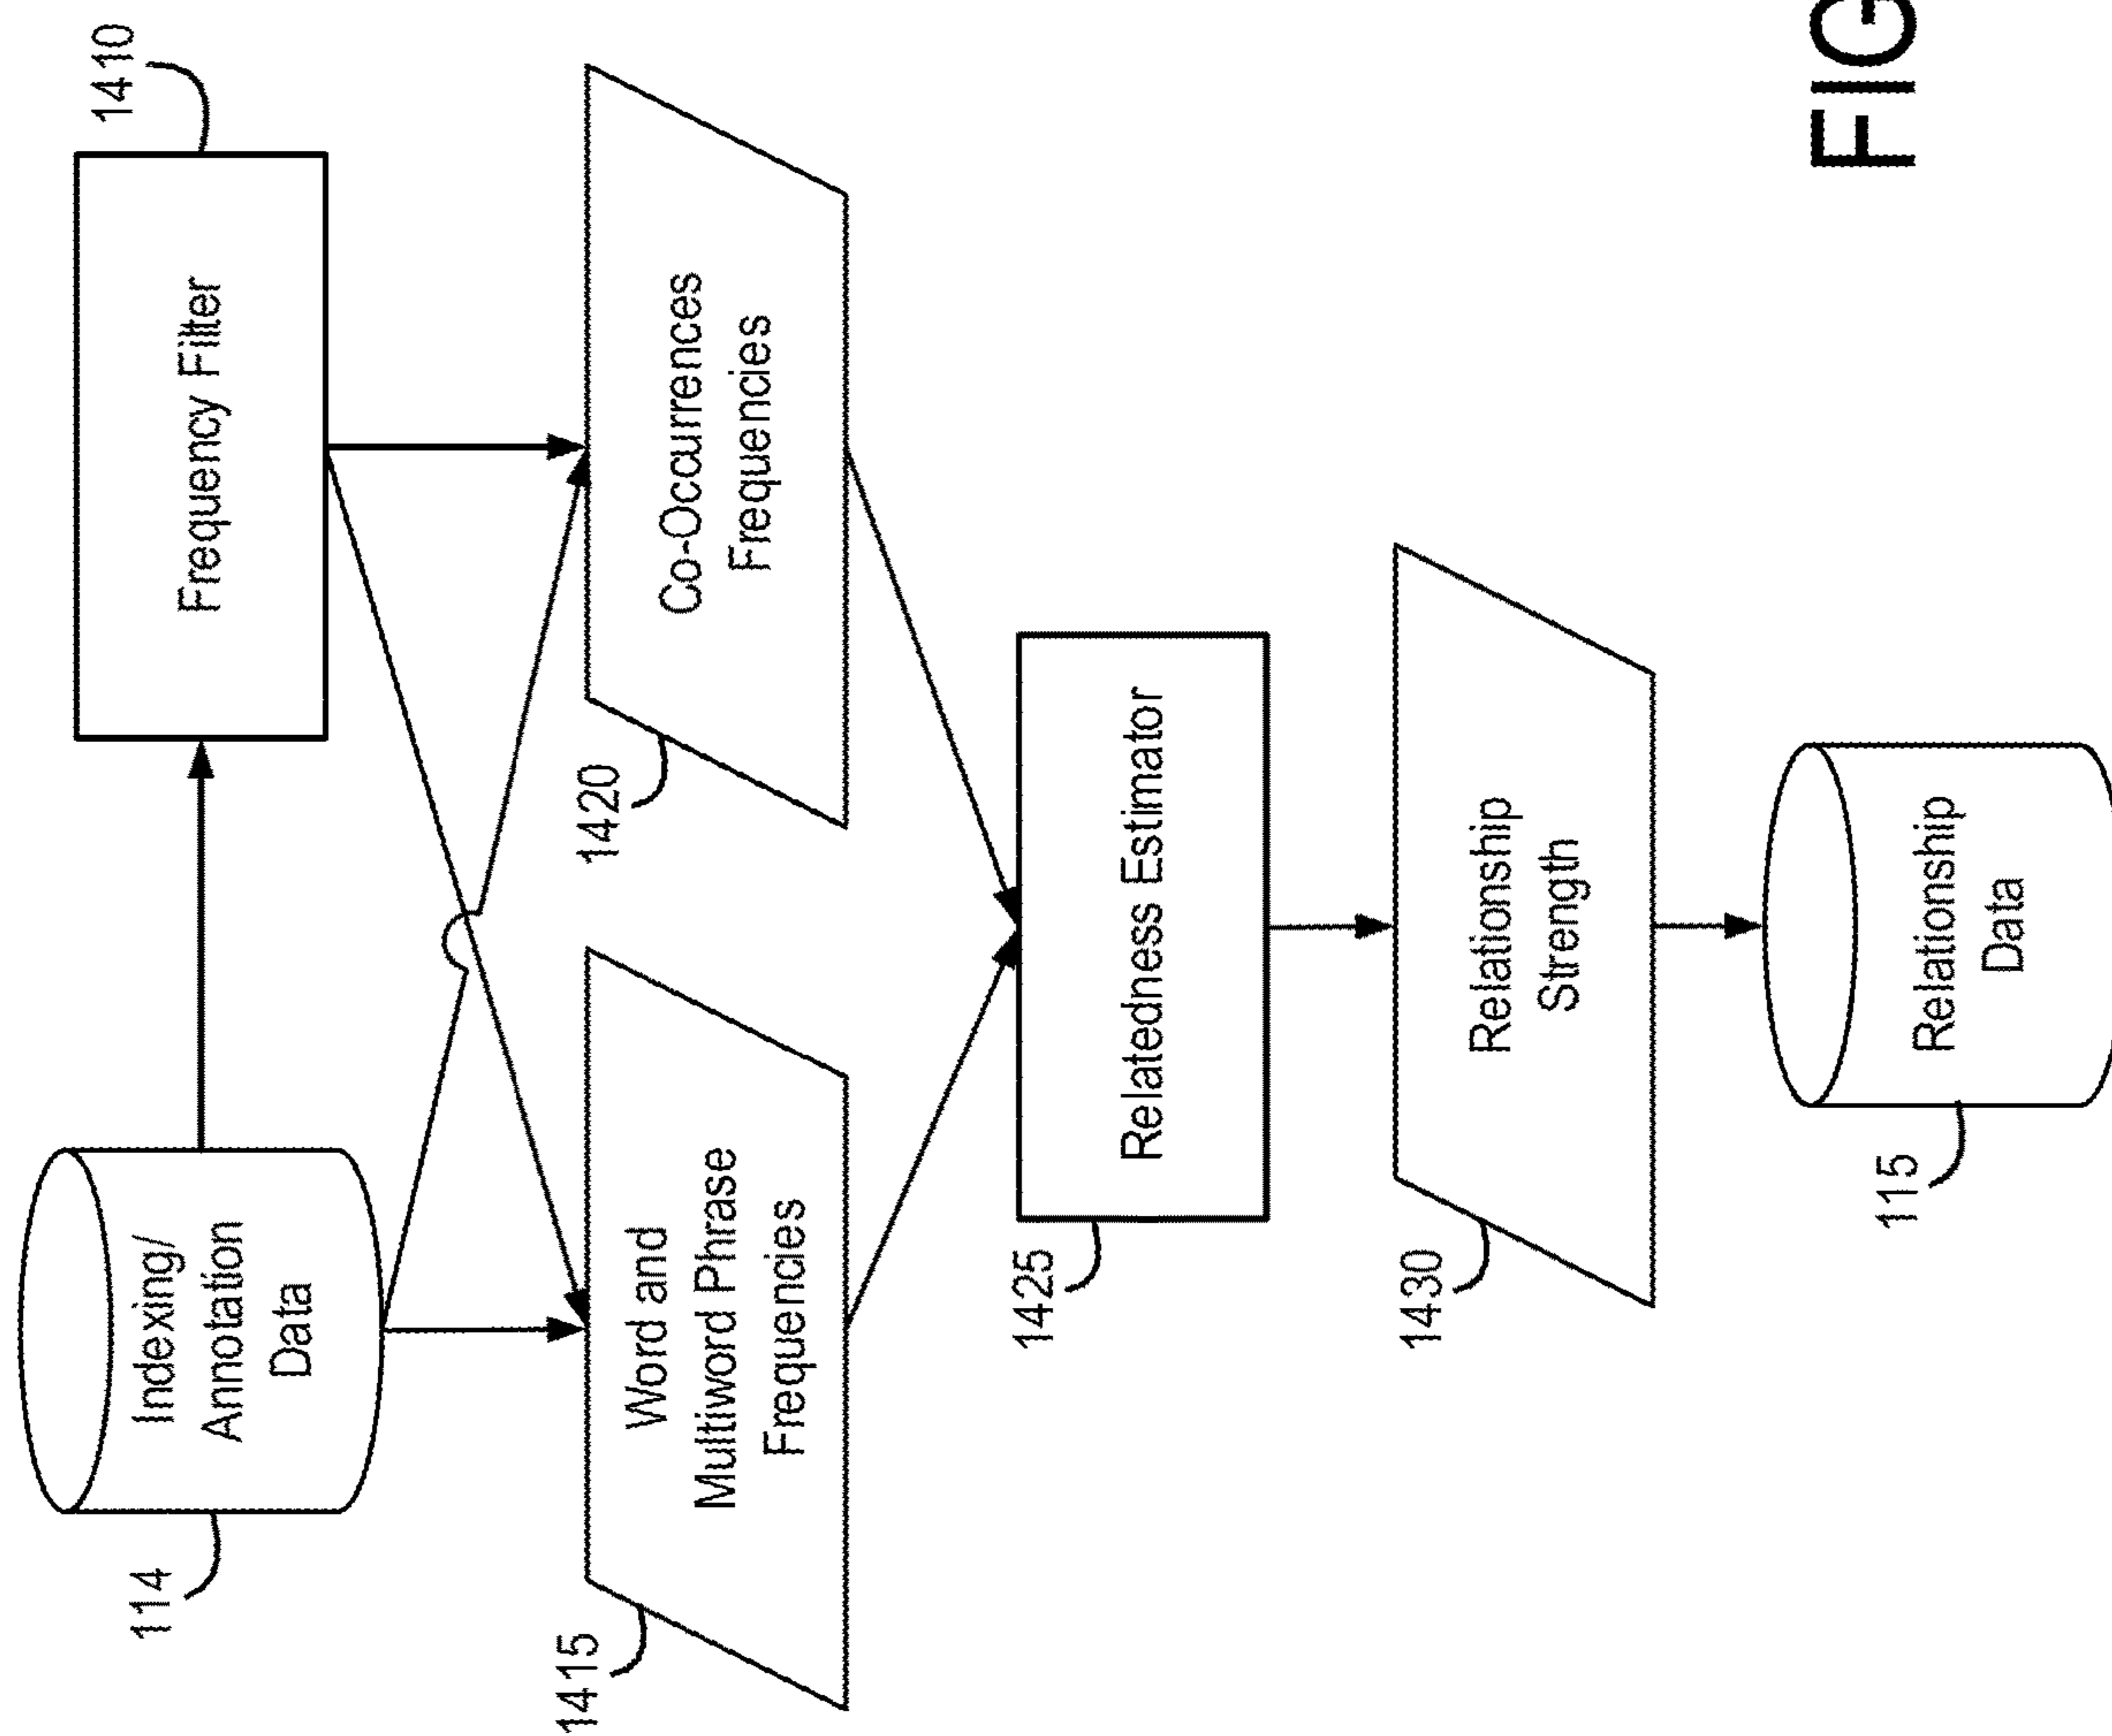 114
Indexing/
Annotation
Data
Frequency Filter
1410
1415
Word and
Multiword Phrase
Frequencies
1420
Co-Occurrences
Frequencies
1425
Relatedness Estimator
1430
Relationship
Strength
115
Relationship
Data
FIG